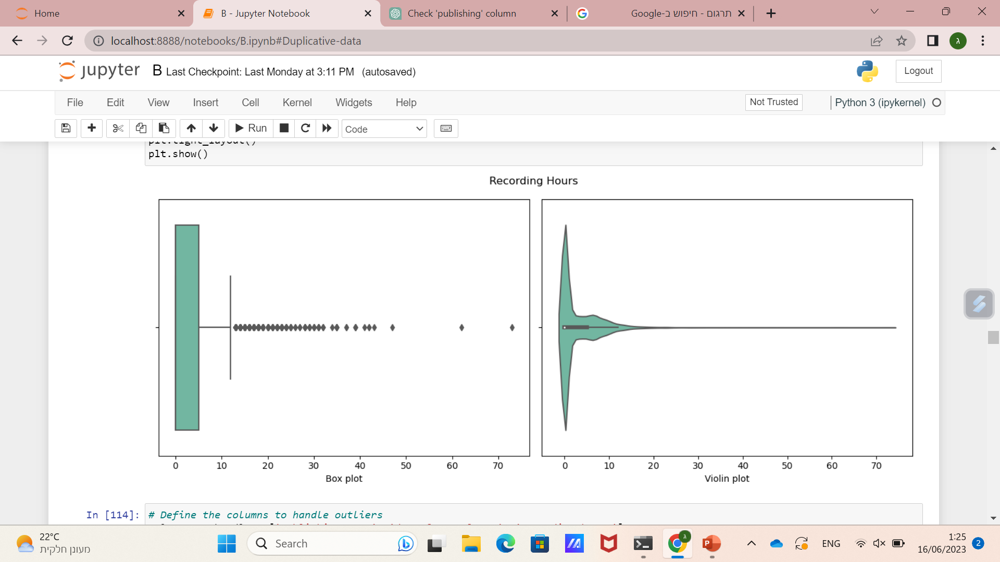 Home
B - Jupyter Notebook
Check 'publishing' column
תרגום - חיפוש ב-Google
localhost:8888/notebooks/B.ipynb#Duplicative-data
ג
jupyter B Last Checkpoint: Last Monday at 3:11 PM (autosaved)
Logout
File Edit View Insert Cell Kernel Widgets Help
Not Trusted
Python 3 (ipykernel)
Run
Code
plt.tight_layout()
plt.show()
Recording Hours
0 10 20 30 40 50 60 70
Box plot
0 10 20 30 40 50 60 70
Violin plot
In [114]: # Define the columns to handle outliers
22°C
מעונן חלקית
Search
ENG
1:25
16/06/2023
2